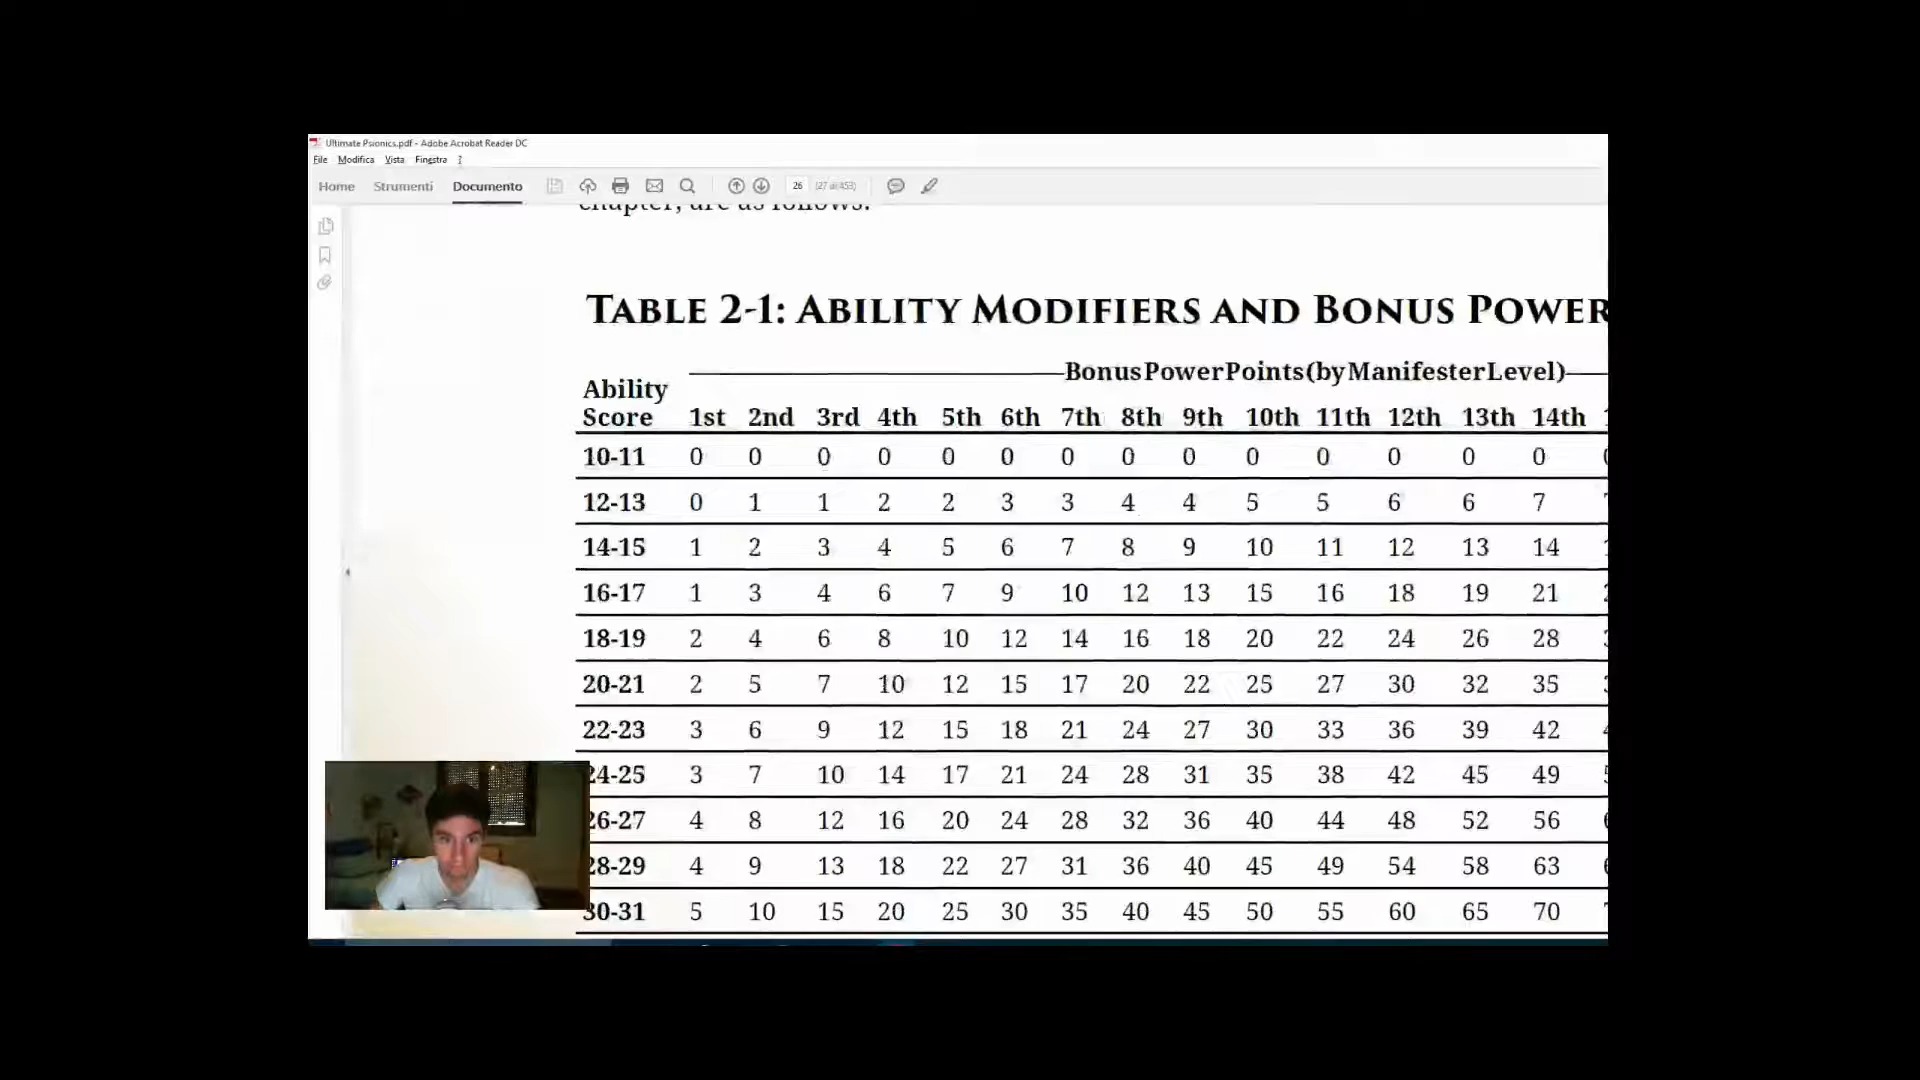 Ultimate Psionics.pdf - Adobe Acrobat Reader DC
File Modifica Vista Finestra ?
Home Strumenti Documento 26 (27 di 453)
chapter, are as follows:
TABLE 2-1: ABILITY MODIFIERS AND BONUS POWER
Bonus Power Points (by Manifester Level)
Ability
Score 1st 2nd 3rd 4th 5th 6th 7th 8th 9th 10th 11th 12th 13th 14th
10-11 0 0 0 0 0 0 0 0 0 0 0 0 0 0
12-13 0 1 1 2 2 3 3 4 4 5 5 6 6 7
14-15 1 2 3 4 5 6 7 8 9 10 11 12 13 14
16-17 1 3 4 6 7 9 10 12 13 15 16 18 19 21
18-19 2 4 6 8 10 12 14 16 18 20 22 24 26 28
20-21 2 5 7 10 12 15 17 20 22 25 27 30 32 35
22-23 3 6 9 12 15 18 21 24 27 30 33 36 39 42
24-25 3 7 10 14 17 21 24 28 31 35 38 42 45 49
26-27 4 8 12 16 20 24 28 32 36 40 44 48 52 56
28-29 4 9 13 18 22 27 31 36 40 45 49 54 58 63
30-31 5 10 15 20 25 30 35 40 45 50 55 60 65 70